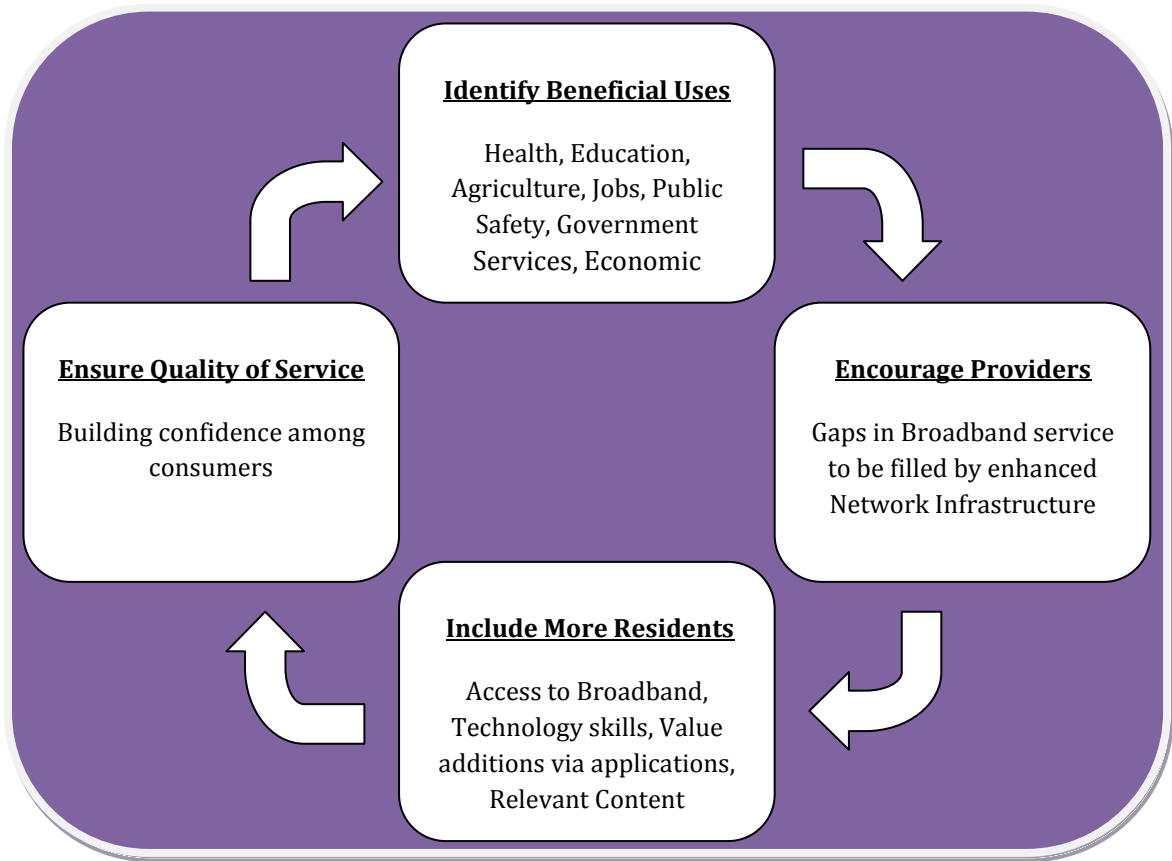 Identify Beneficial Uses
Health, Education,
Agriculture, Jobs, Public
Safety, Government
Services, Economic
Encourage Providers
Gaps in Broadband service
to be filled by enhanced
Network Infrastructure
Include More Residents
Access to Broadband,
Technology skills, Value
additions via applications,
Relevant Content
Ensure Quality of Service
Building confidence among
consumers